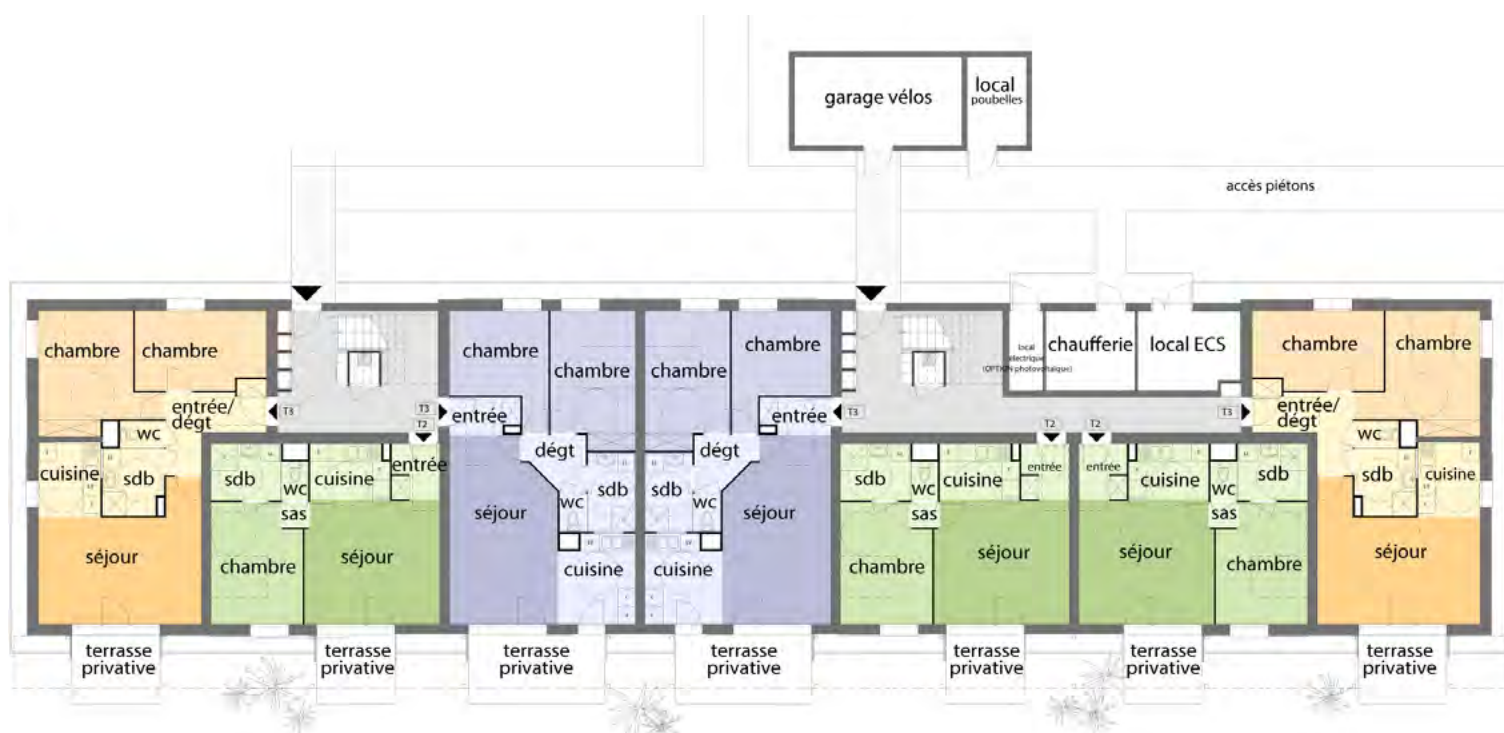 garage vélos
local
poubelles
accès piétons
chambre
chambre
entrée/
dégt
wc
cuisine
sdb
séjour
T3
T3
T2
sdb
wc
cuisine
entrée
sas
chambre
séjour
chambre
chambre
entrée
dégt
wc
sdb
séjour
cuisine
chambre
chambre
entrée
dégt
sdb
wc
séjour
cuisine
T3
local
électrique
(OPTION photovoltaïque)
chaufferie
local ECS
T2
T2
T3
sdb
wc
cuisine
entrée
sas
chambre
séjour
entrée
cuisine
wc
sdb
sas
séjour
chambre
chambre
chambre
entrée/
dégt
wc
sdb
cuisine
séjour
terrasse
privative
terrasse
privative
terrasse
privative
terrasse
privative
terrasse
privative
terrasse
privative
terrasse
privative